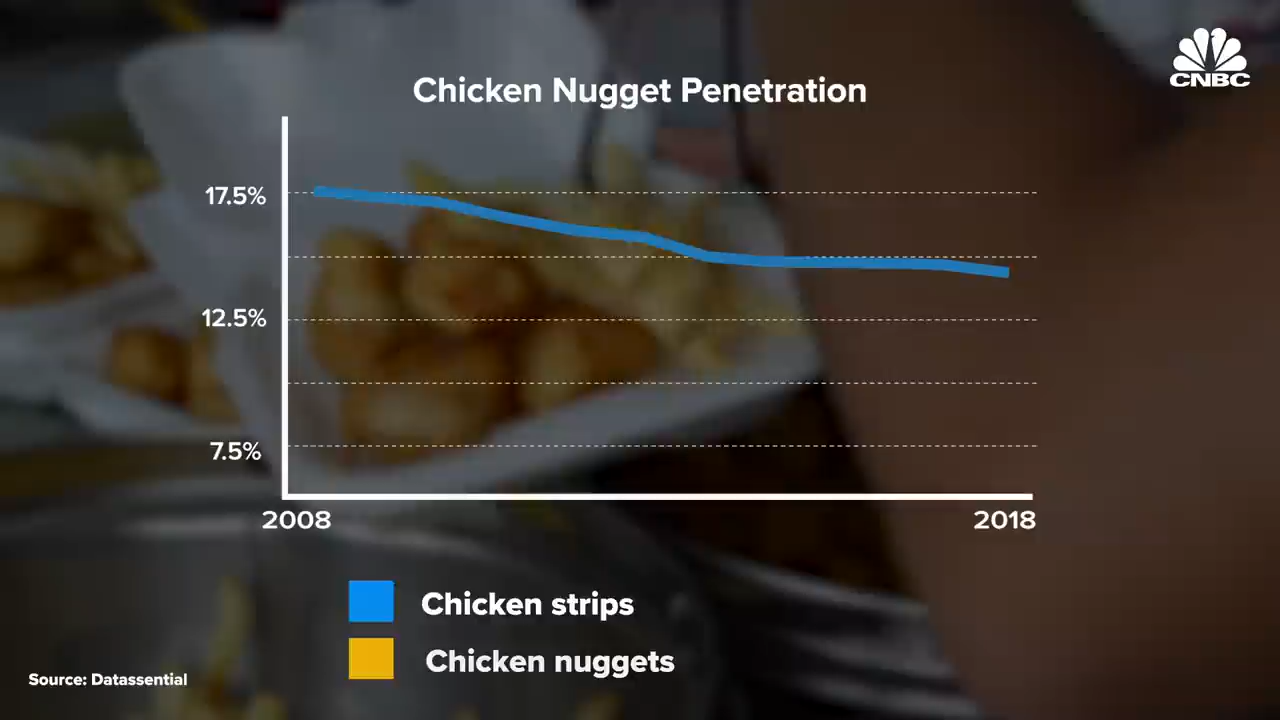 CNBC
Chicken Nugget Penetration
17.5%
12.5%
7.5%
2008
2018
Chicken strips
Chicken nuggets
Source: Datassential